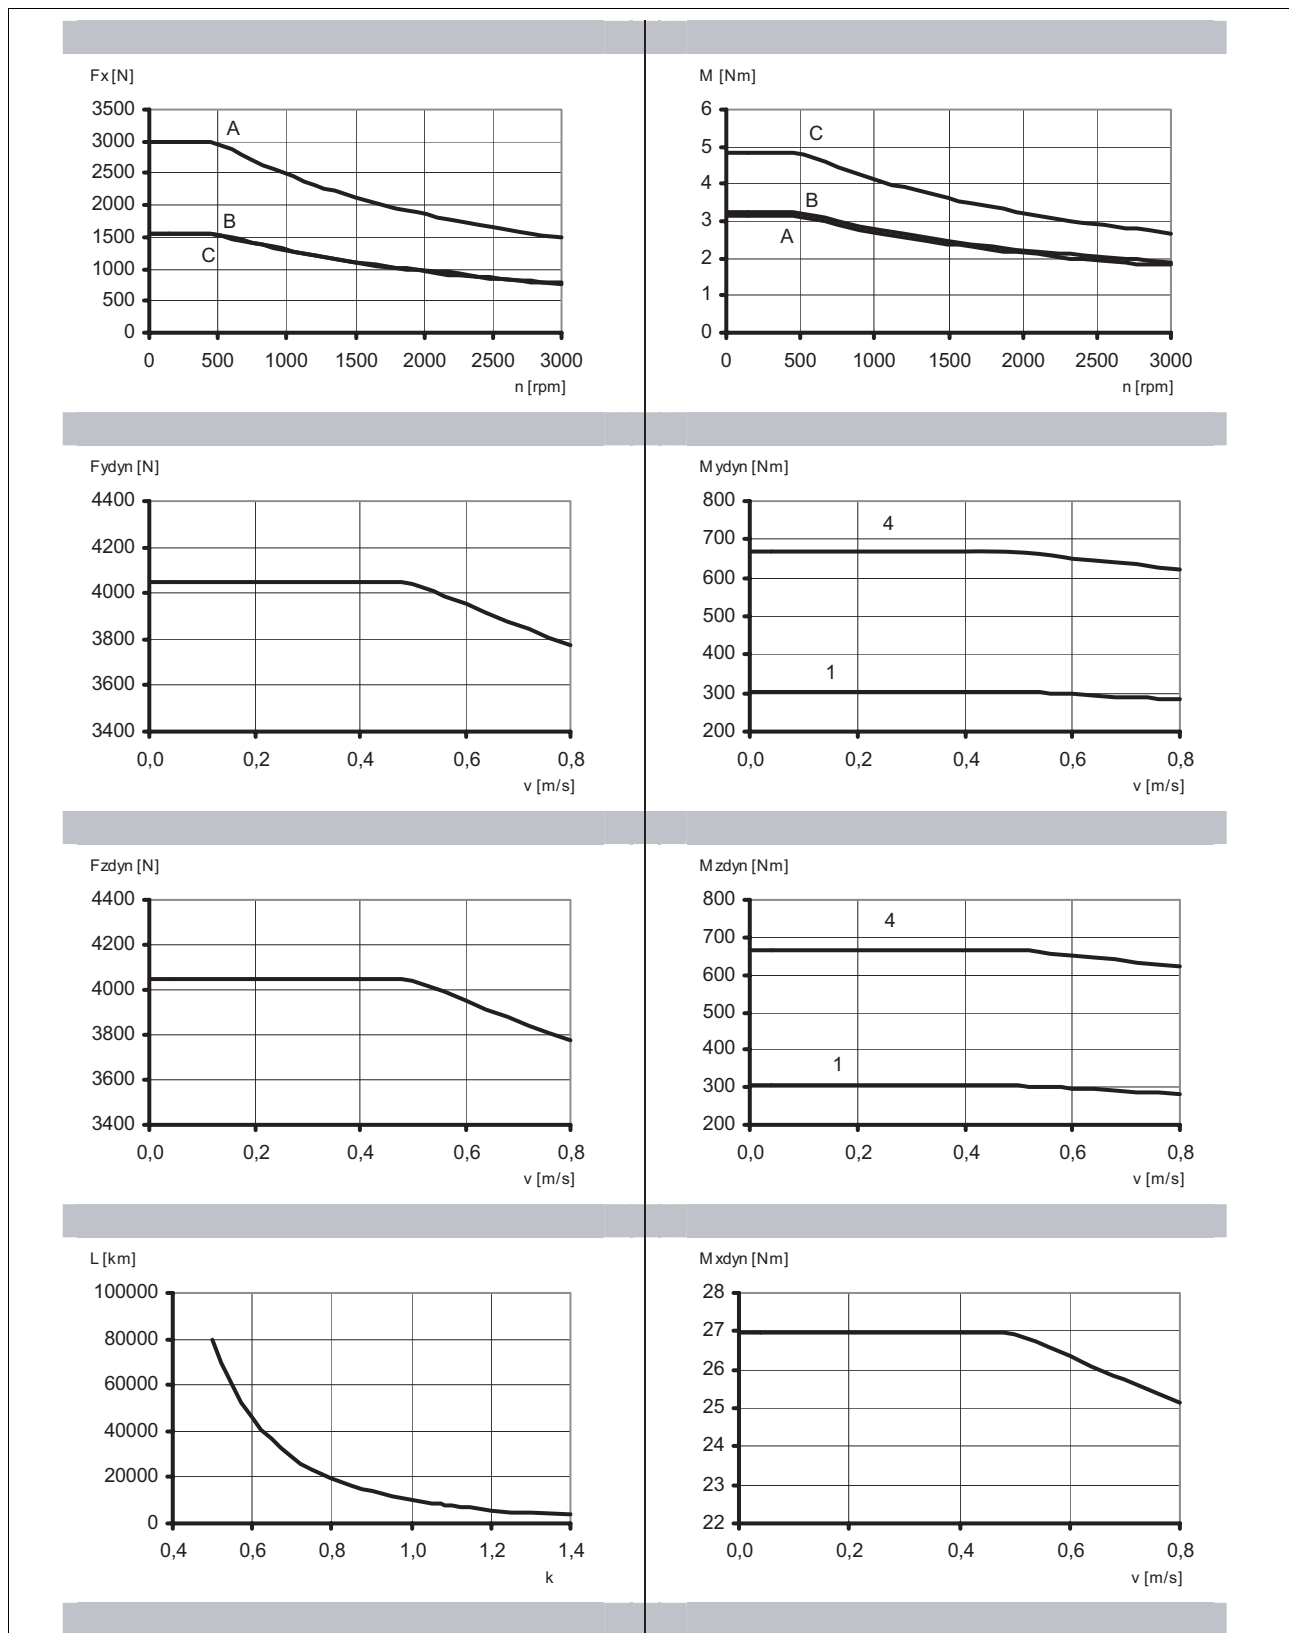 Fx [N]
3500
3000
2500
2000
1500
1000
500
0
A
B
C
0 500 1000 1500 2000 2500 3000
n [rpm]
M [Nm]
6
5
4
3
2
1
0
C
B
A
0 500 1000 1500 2000 2500 3000
n [rpm]
Fydyn [N]
4400
4200
4000
3800
3600
3400
0,0 0,2 0,4 0,6 0,8
v [m/s]
Mydyn [Nm]
800
700
600
500
400
300
200
4
1
0,0 0,2 0,4 0,6 0,8
v [m/s]
Fzdyn [N]
4400
4200
4000
3800
3600
3400
0,0 0,2 0,4 0,6 0,8
v [m/s]
Mzdyn [Nm]
800
700
600
500
400
300
200
4
1
0,0 0,2 0,4 0,6 0,8
v [m/s]
L [km]
100000
80000
60000
40000
20000
0
0,4 0,6 0,8 1,0 1,2 1,4
k
Mxdyn [Nm]
28
27
26
25
24
23
22
0,0 0,2 0,4 0,6 0,8
v [m/s]